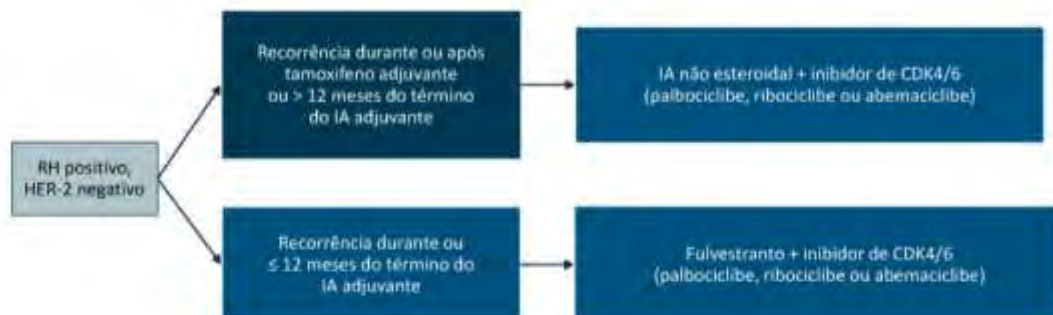 RH positivo,
HER-2 negativo
Recorrência durante ou após
tamoxifeno adjuvante
ou > 12 meses do término
do IA adjuvante
IA não esteroidal + inibidor de CDK4/6
(palbociclibe, ribociclibe ou abemaciclibe)
Recorrência durante ou
≤ 12 meses do término do
IA adjuvante
Fulvestranto + inibidor de CDK4/6
(palbociclibe, ribociclibe ou abemaciclibe)